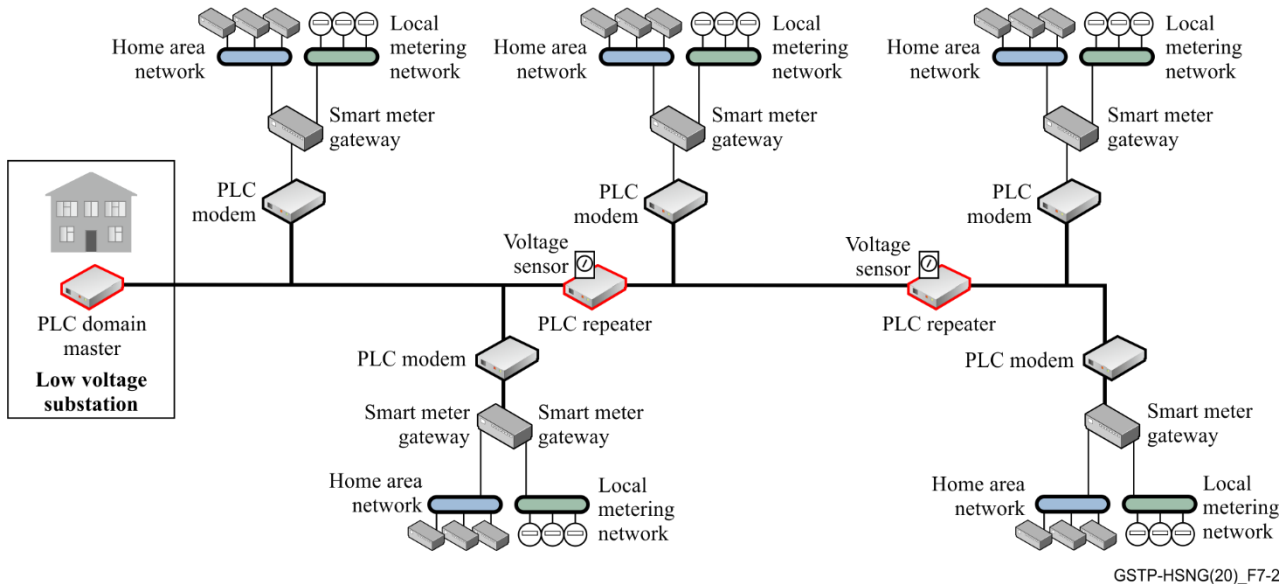 Home area
network
Local
metering
network
Home area
network
Local
metering
network
Home area
network
Local
metering
network
Smart meter
gateway
Smart meter
gateway
Smart meter
gateway
PLC
modem
PLC
modem
PLC
modem
Voltage
sensor
Voltage
sensor
PLC domain
master
Low voltage
substation
PLC repeater
PLC repeater
PLC modem
PLC modem
Smart meter
gateway
Smart meter
gateway
Smart meter
gateway
Home area
network
Local
metering
network
Home area
network
Local
metering
network
GSTP-HSNG(20)_F7-2